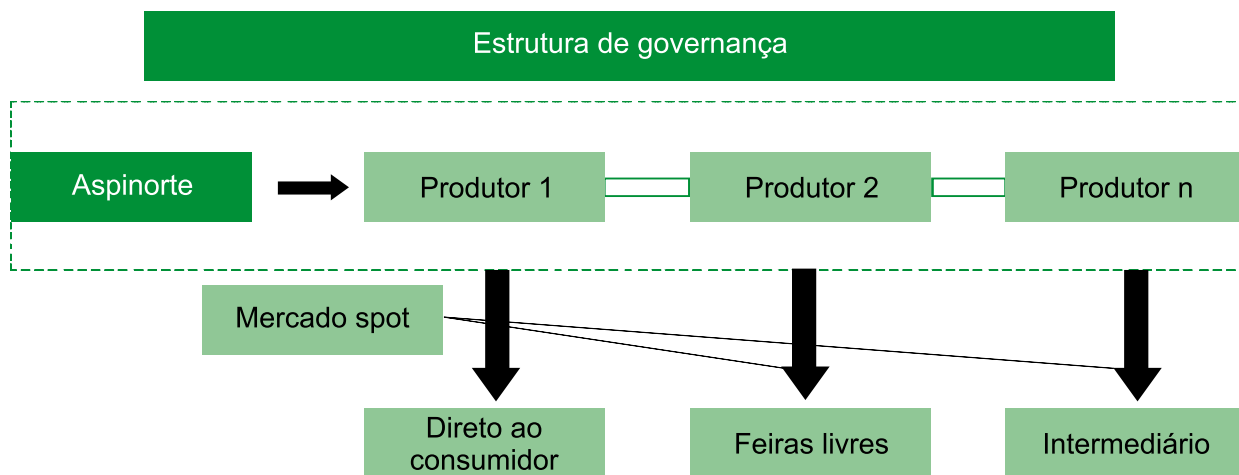 Estrutura de governança
Aspinorte
Produtor 1
Produtor 2
Produtor n
Mercado spot
Direto ao
consumidor
Feiras livres
Intermediário